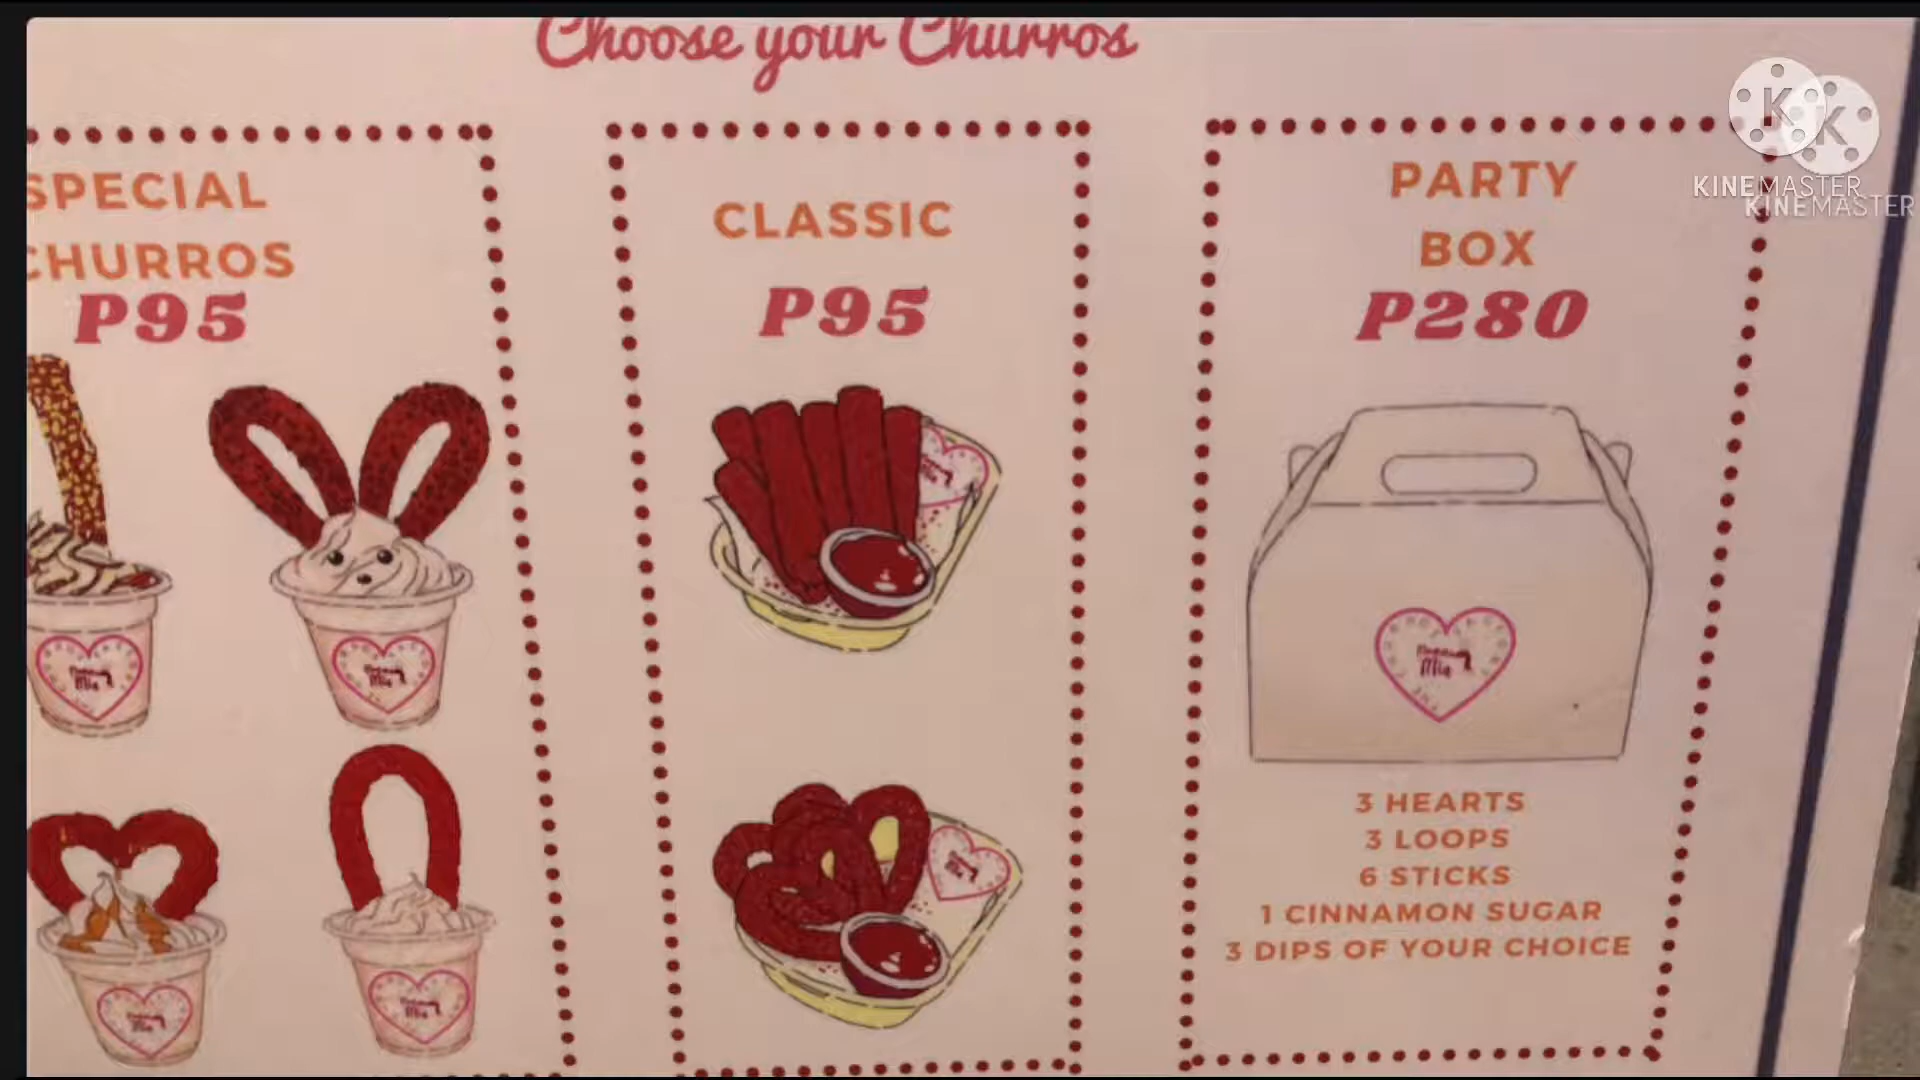 Choose your Churros
SPECIAL
CHURROS
P95
CLASSIC
P95
PARTY
BOX
P280
3 HEARTS
3 LOOPS
6 STICKS
1 CINNAMON SUGAR
3 DIPS OF YOUR CHOICE
KINEMASTER
KINEMASTER